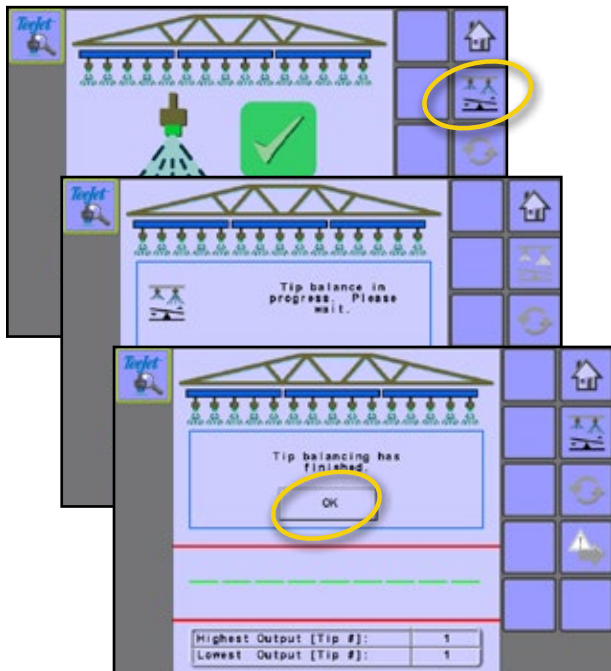 TeeJet
TeeJet
Tip balance in
progress. Please
wait.
TeeJet
Tip balancing has
finished.
OK
Highest Output [Tip #]: 1
Lowest Output [Tip #]: 1